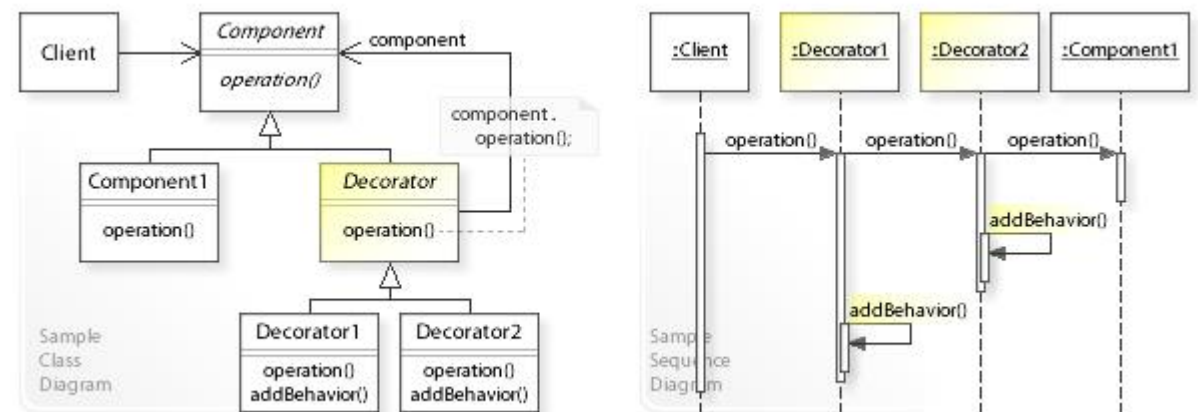 Client
Component
operation()
component
component.
operation();
Component1
operation()
Decorator
operation()
Decorator1
operation()
addBehavior()
Decorator2
operation()
addBehavior()
Sample
Class
Diagram
:Client
:Decorator1
:Decorator2
:Component1
operation()
operation()
operation()
addBehavior()
addBehavior()
Sample
Sequence
Diagram